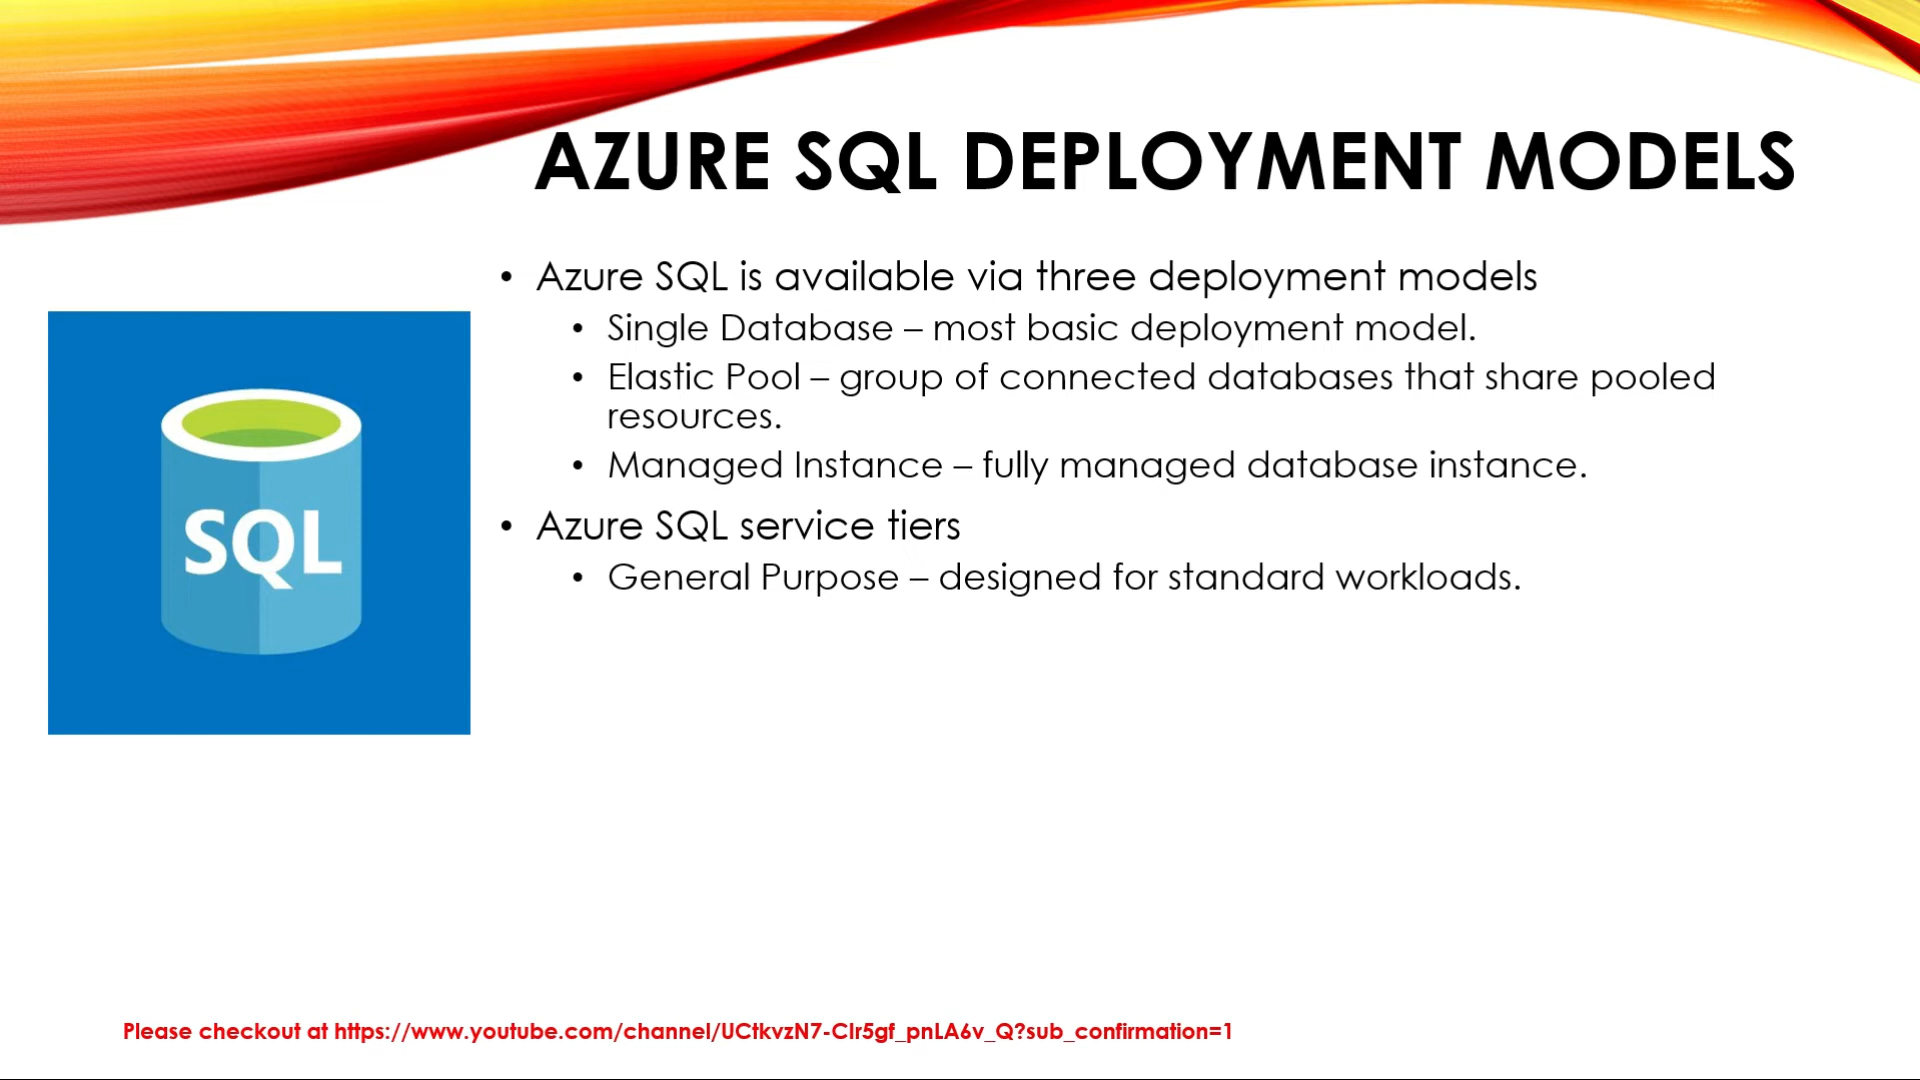 AZURE SQL DEPLOYMENT MODELS
• Azure SQL is available via three deployment models
• Single Database – most basic deployment model.
• Elastic Pool – group of connected databases that share pooled
resources.
• Managed Instance – fully managed database instance.
• Azure SQL service tiers
• General Purpose – designed for standard workloads.
SQL
Please checkout at https://www.youtube.com/channel/UCtkvzN7-CIr5gf_pnLA6v_Q?sub_confirmation=1